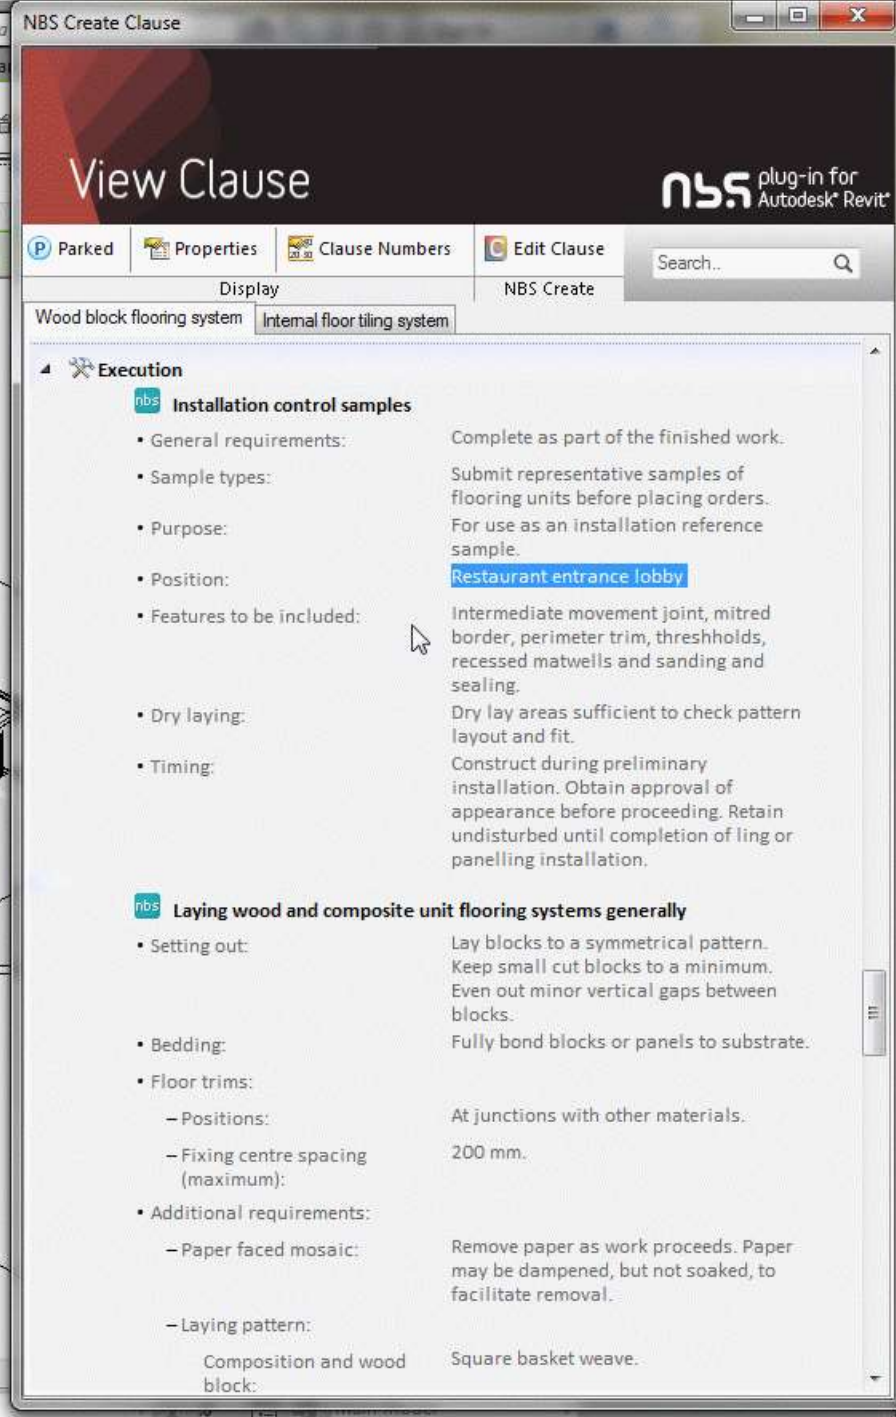 NBS Create Clause
View Clause
nbs plug-in for
Autodesk® Revit®
Parked Properties Clause Numbers Edit Clause
Search..
Display NBS Create
Wood block flooring system Internal floor tiling system
Execution
nbs Installation control samples
• General requirements: Complete as part of the finished work.
• Sample types: Submit representative samples of
flooring units before placing orders.
• Purpose: For use as an installation reference
sample.
• Position: Restaurant entrance lobby
• Features to be included: Intermediate movement joint, mitred
border, perimeter trim, threshholds,
recessed matwells and sanding and
sealing.
• Dry laying: Dry lay areas sufficient to check pattern
layout and fit.
• Timing: Construct during preliminary
installation. Obtain approval of
appearance before proceeding. Retain
undisturbed until completion of ling or
panelling installation.
nbs Laying wood and composite unit flooring systems generally
• Setting out: Lay blocks to a symmetrical pattern.
Keep small cut blocks to a minimum.
Even out minor vertical gaps between
blocks.
• Bedding: Fully bond blocks or panels to substrate.
• Floor trims:
– Positions: At junctions with other materials.
– Fixing centre spacing 200 mm.
(maximum):
• Additional requirements:
– Paper faced mosaic: Remove paper as work proceeds. Paper
may be dampened, but not soaked, to
facilitate removal.
– Laying pattern:
Composition and wood Square basket weave.
block: